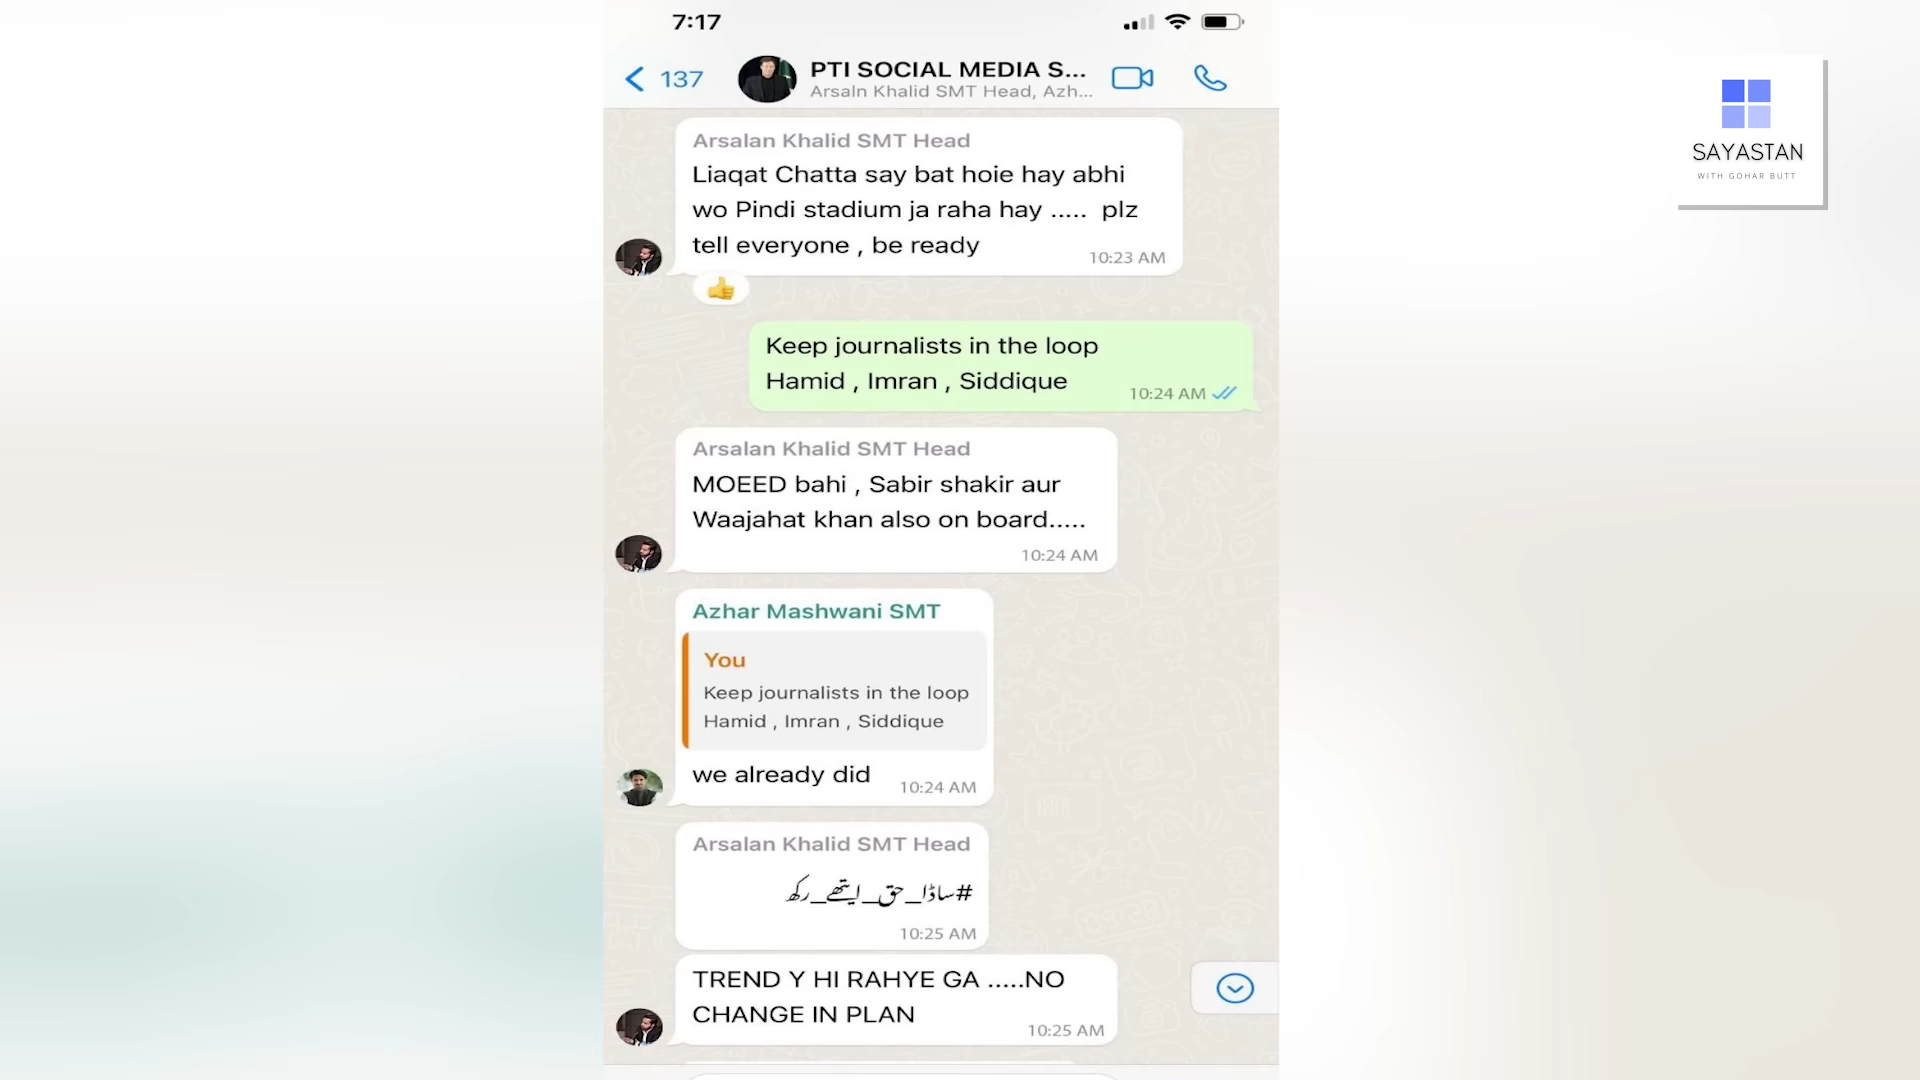 7:17
137
PTI SOCIAL MEDIA S...
Arsaln Khalid SMT Head, Azh...
SAYASTAN
WITH GOHAR BUTT
Arsalan Khalid SMT Head
Liaqat Chatta say bat hoie hay abhi
wo Pindi stadium ja raha hay ..... plz
tell everyone , be ready
10:23 AM
Keep journalists in the loop
Hamid , Imran , Siddique
10:24 AM
Arsalan Khalid SMT Head
MOEED bahi , Sabir shakir aur
Waajahat khan also on board.....
10:24 AM
Azhar Mashwani SMT
You
Keep journalists in the loop
Hamid , Imran , Siddique
we already did
10:24 AM
Arsalan Khalid SMT Head
#ساڈا_حق_ایتھے_رکھ
10:25 AM
TREND Y HI RAHYE GA .....NO
CHANGE IN PLAN
10:25 AM